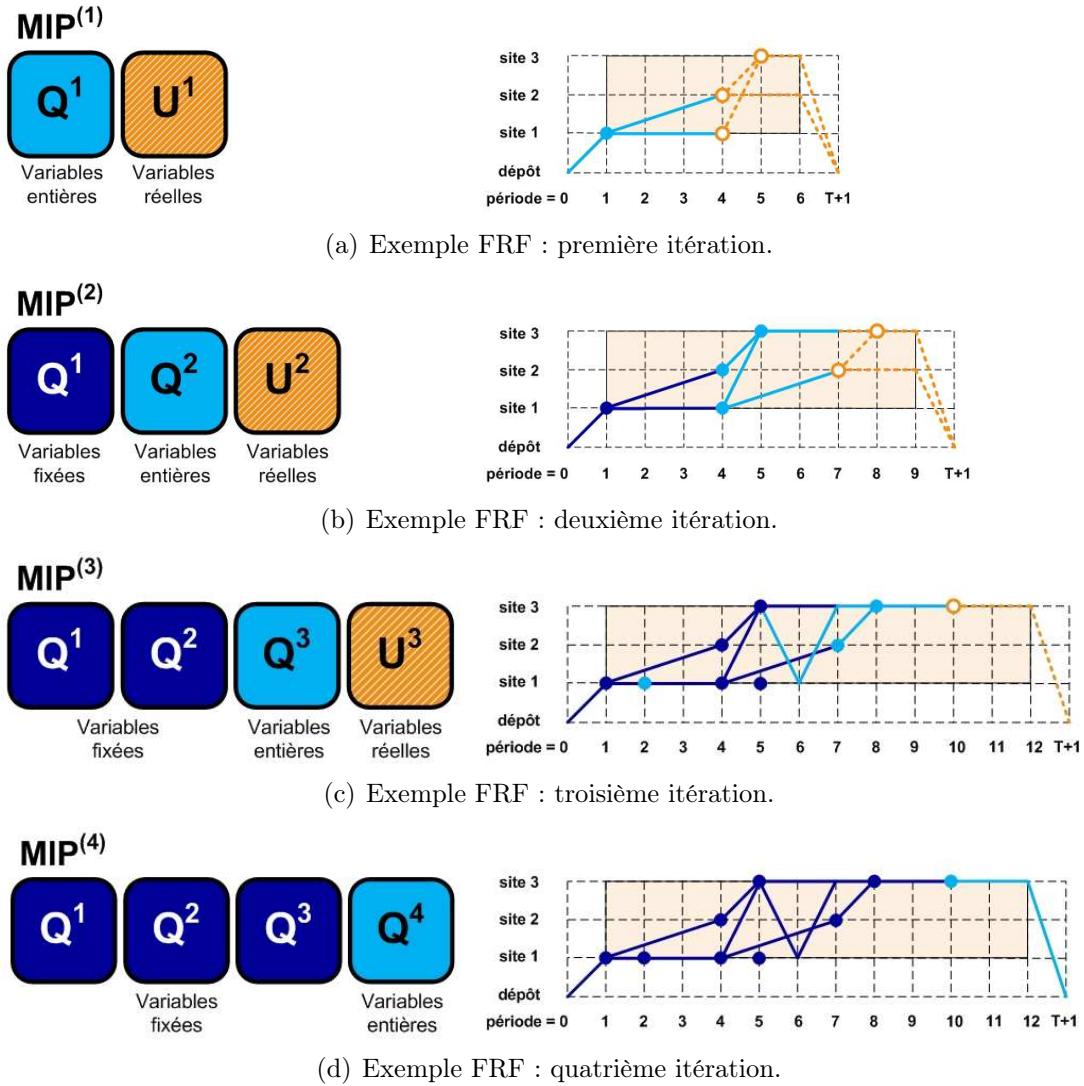 MIP(1)
Q1
U1
Variables entières
Variables réelles
site 3
site 2
site 1
dépôt
période = 0 1 2 3 4 5 6 T+1
(a) Exemple FRF : première itération.
MIP(2)
Q1
Q2
U2
Variables fixées
Variables entières
Variables réelles
site 3
site 2
site 1
dépôt
période = 0 1 2 3 4 5 6 7 8 9 T+1
(b) Exemple FRF : deuxième itération.
MIP(3)
Q1
Q2
Q3
U3
Variables fixées
Variables entières
Variables réelles
site 3
site 2
site 1
dépôt
période = 0 1 2 3 4 5 6 7 8 9 10 11 12 T+1
(c) Exemple FRF : troisième itération.
MIP(4)
Q1
Q2
Q3
Q4
Variables fixées
Variables entières
site 3
site 2
site 1
dépôt
période = 0 1 2 3 4 5 6 7 8 9 10 11 12 T+1
(d) Exemple FRF : quatrième itération.